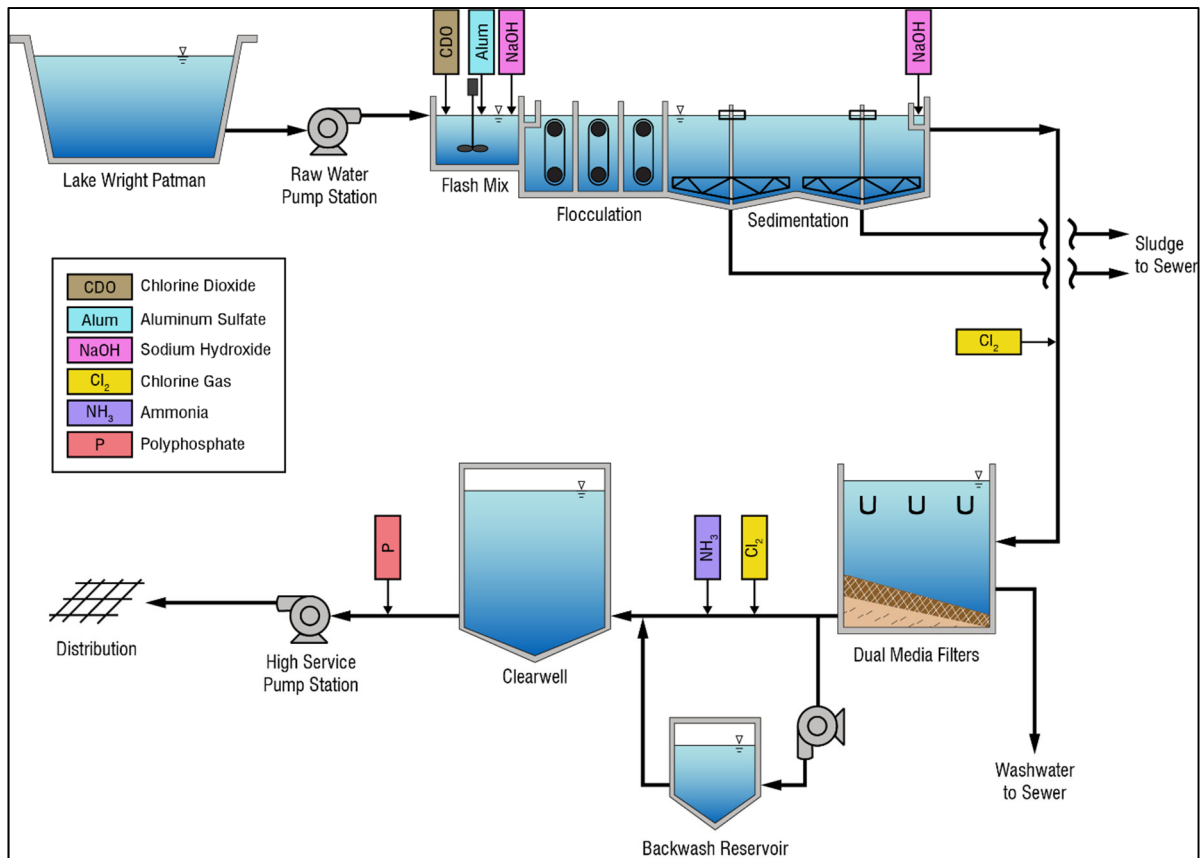 CDO
Alum
NaOH
NaOH
Lake Wright Patman
Raw Water
Pump Station
Flash Mix
Flocculation
Sedimentation
Sludge
to Sewer
CDO Chlorine Dioxide
Alum Aluminum Sulfate
NaOH Sodium Hydroxide
Cl₂ Chlorine Gas
NH₃ Ammonia
P Polyphosphate
Cl₂
P
NH₃
Cl₂
Distribution
High Service
Pump Station
Clearwell
Dual Media Filters
Backwash Reservoir
Washwater
to Sewer